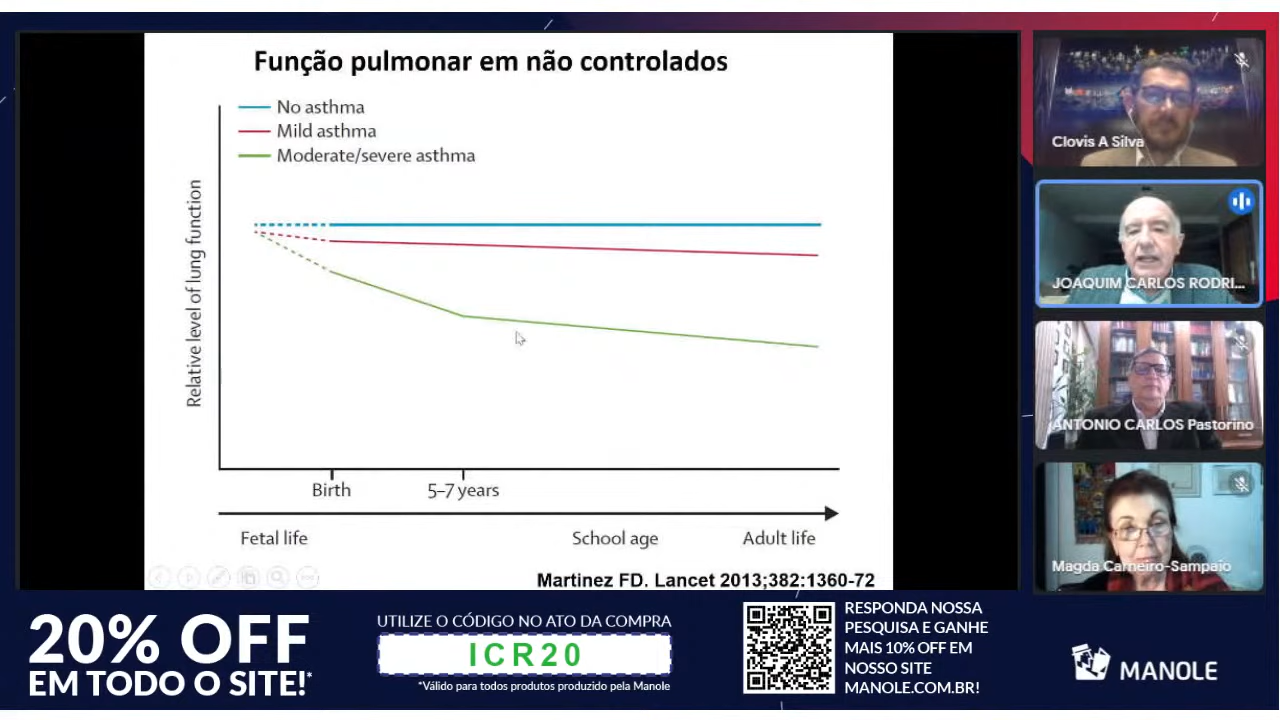 Função pulmonar em não controlados
No asthma
Mild asthma
Moderate/severe asthma
Relative level of lung function
Birth
5–7 years
Fetal life
School age
Adult life
Martinez FD. Lancet 2013;382:1360-72
Clovis A Silva
JOAQUIM CARLOS RODRI...
ANTONIO CARLOS Pastorino
Magda Carneiro-Sampaio
20% OFF
EM TODO O SITE!*
UTILIZE O CÓDIGO NO ATO DA COMPRA
ICR20
*Válido para todos produtos produzido pela Manole
RESPONDA NOSSA
PESQUISA E GANHE
MAIS 10% OFF EM
NOSSO SITE
MANOLE.COM.BR!
MANOLE